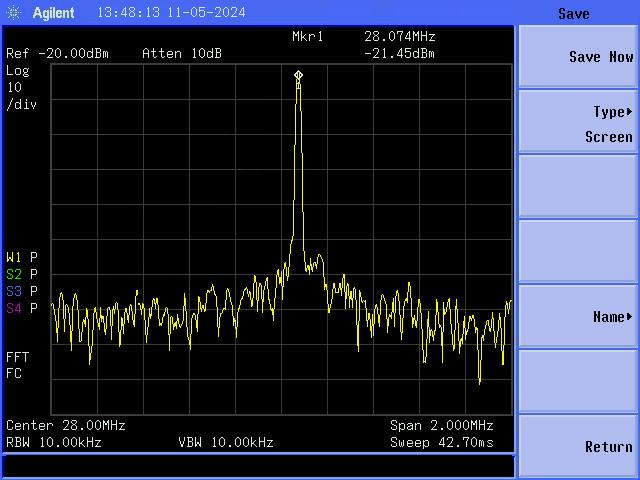 Agilent 13:48:13 11-05-2024
Save
Mkr1 28.074MHz
Ref -20.00dBm Atten 10dB -21.45dBm
Log
10
/div
W1 P
S2 P
S3 P
S4 P
FFT
FC
Center 28.00MHz Span 2.000MHz
RBW 10.00kHz VBW 10.00kHz Sweep 42.70ms
Save Now
Type▸
Screen
Name▸
Return